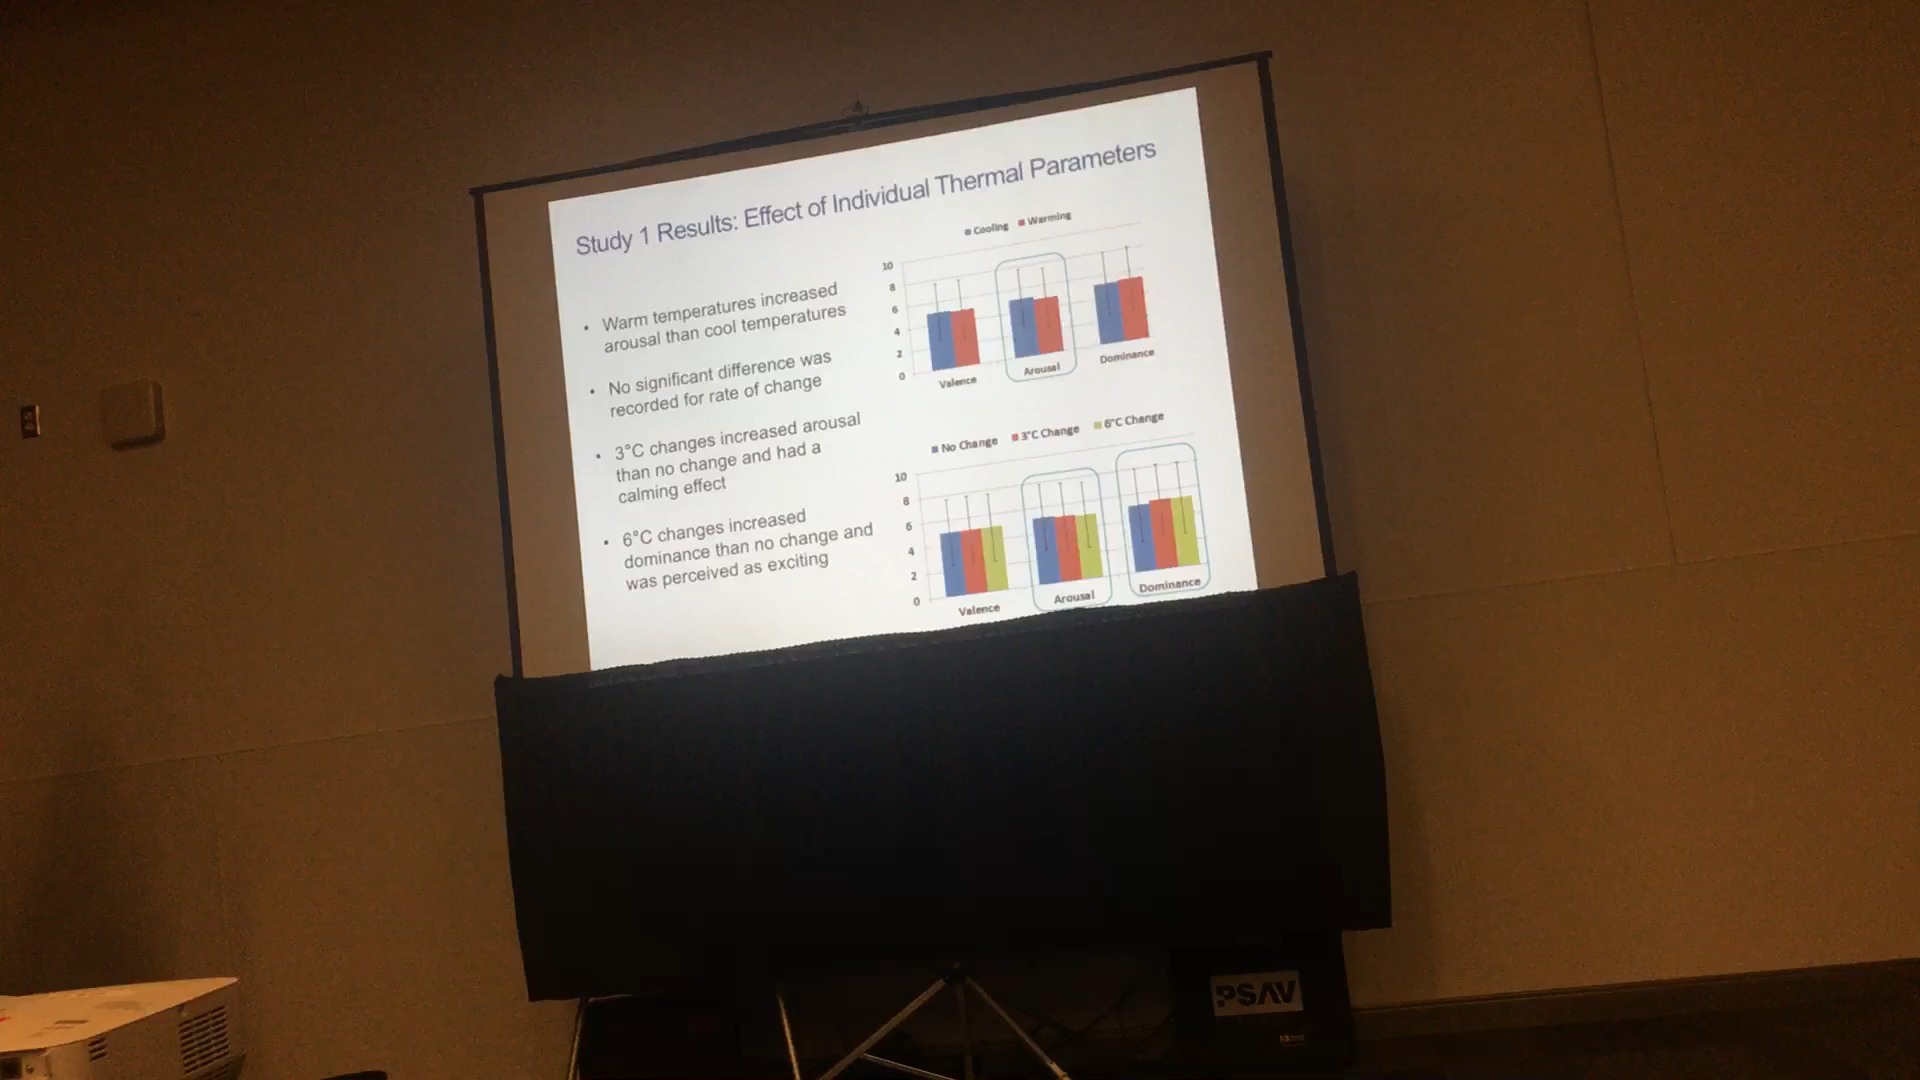 Study 1 Results: Effect of Individual Thermal Parameters
• Warm temperatures increased
arousal than cool temperatures
• No significant difference was
recorded for rate of change
• 3°C changes increased arousal
than no change and had a
calming effect
• 6°C changes increased
dominance than no change and
was perceived as exciting
Cooling Warming
10
8
6
4
2
0
Valence Arousal Dominance
No Change 3°C Change 6°C Change
10
8
6
4
2
0
Valence Arousal Dominance
PSAV